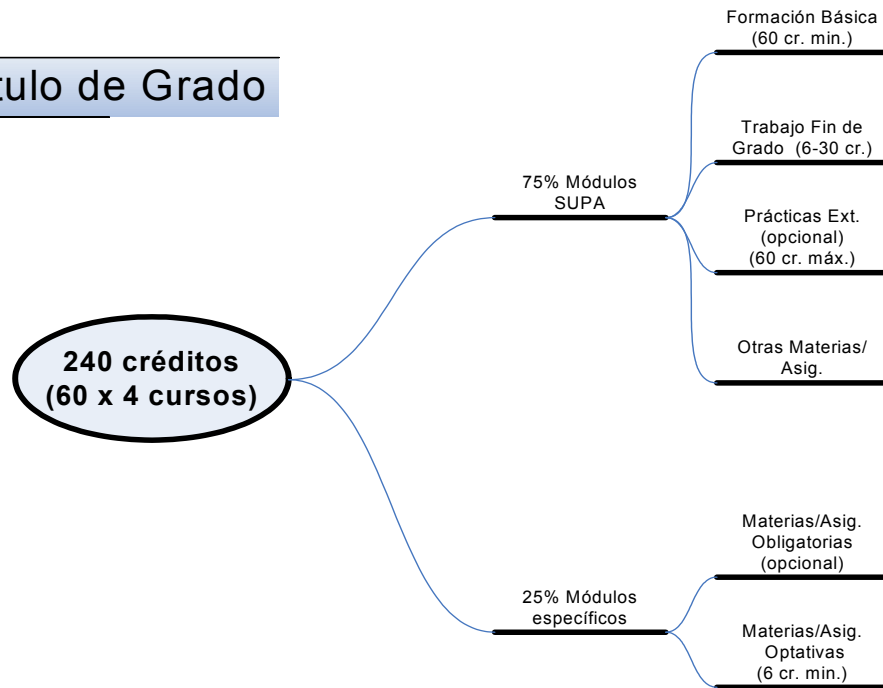 tulo de Grado
240 créditos
(60 x 4 cursos)
75% Módulos
SUPA
Formación Básica
(60 cr. min.)
Trabajo Fin de
Grado (6-30 cr.)
Prácticas Ext.
(opcional)
(60 cr. máx.)
Otras Materias/
Asig.
25% Módulos
específicos
Materias/Asig.
Obligatorias
(opcional)
Materias/Asig.
Optativas
(6 cr. min.)